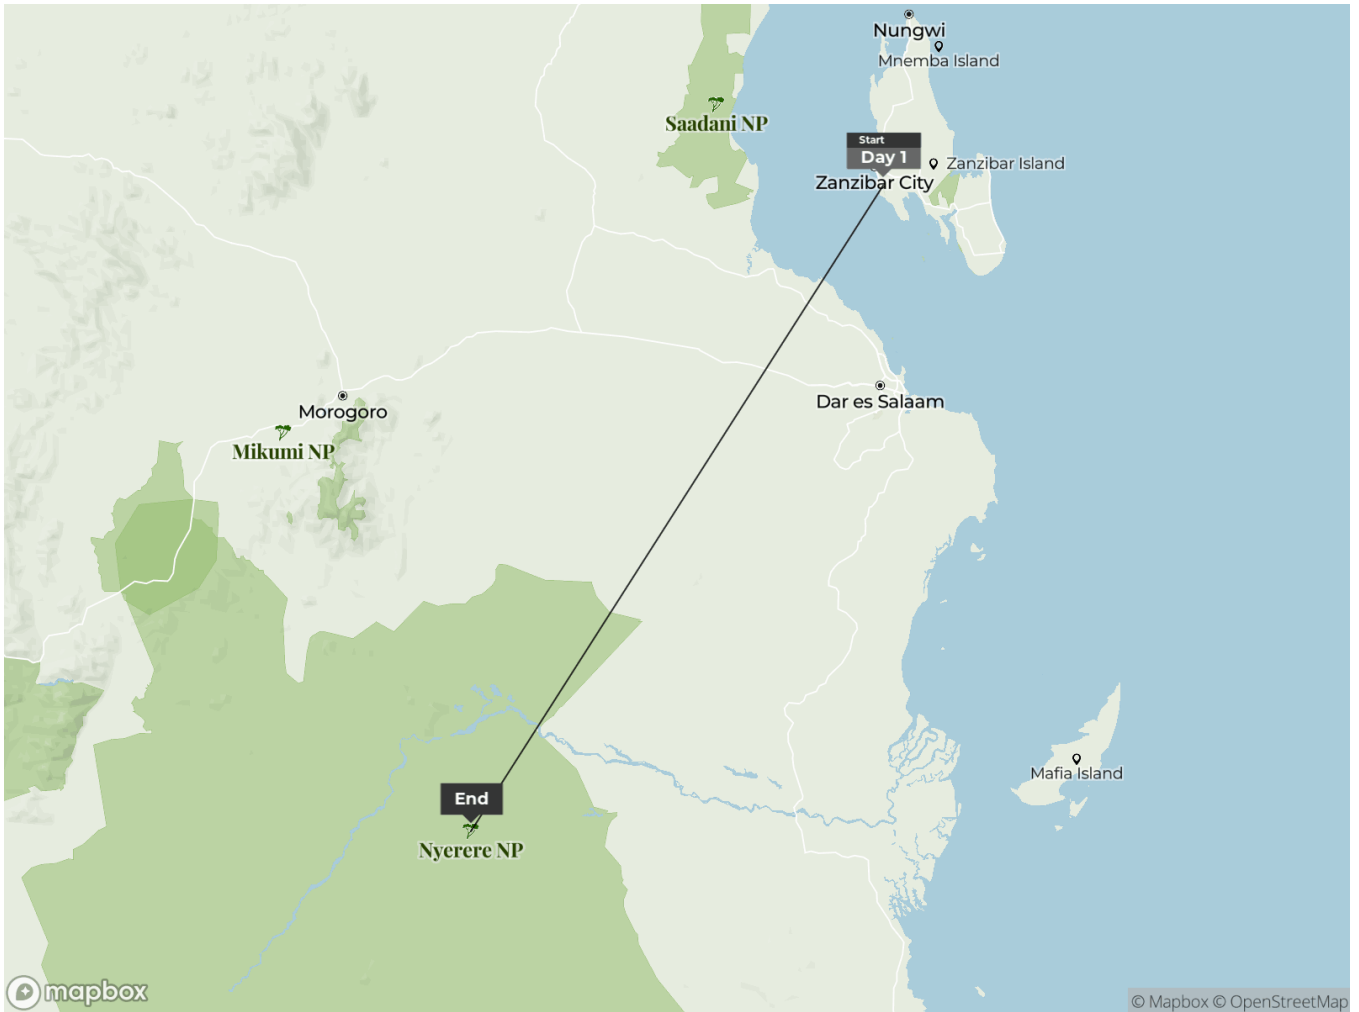 Nungwi
Mnemba Island
Saadani NP
Start
Day 1
Zanzibar Island
Zanzibar City
Dar es Salaam
Morogoro
Mikumi NP
Mafia Island
End
Nyerere NP
mapbox
© Mapbox © OpenStreetMap